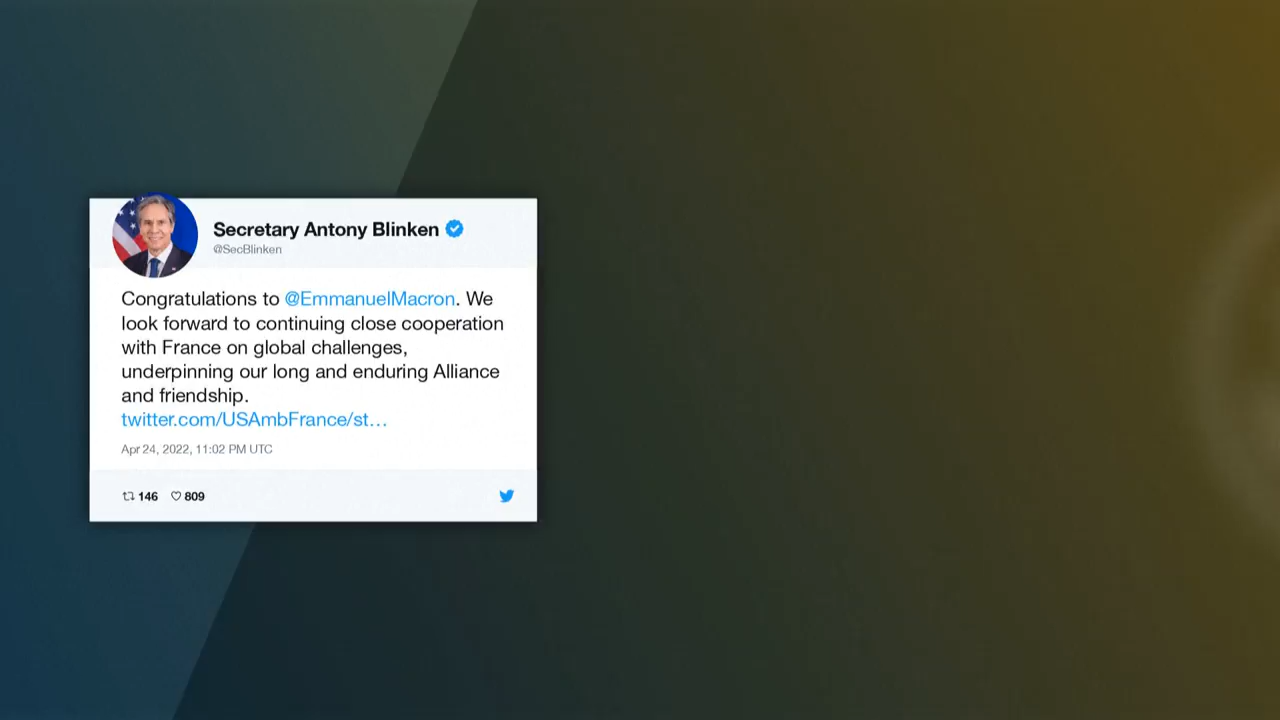 Secretary Antony Blinken
@SecBlinken
Congratulations to @EmmanuelMacron. We
look forward to continuing close cooperation
with France on global challenges,
underpinning our long and enduring Alliance
and friendship.
twitter.com/USAmbFrance/st…
Apr 24, 2022, 11:02 PM UTC
146 809